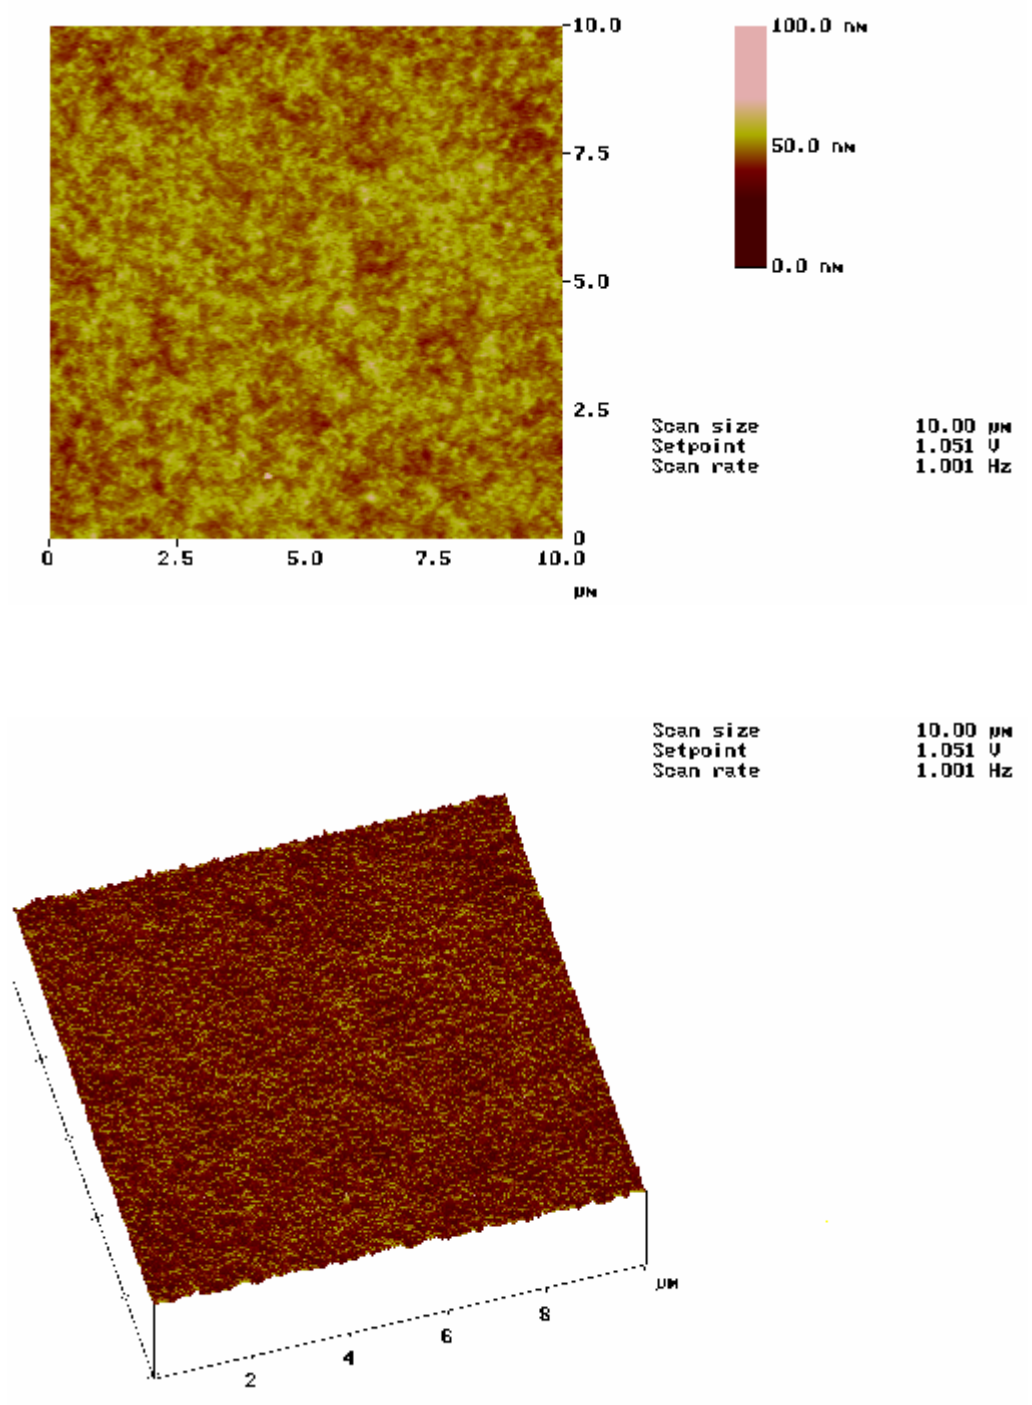 10.0
7.5
5.0
2.5
0
0 2.5 5.0 7.5 10.0
µM
100.0 nM
50.0 nM
0.0 nM
Scan size 10.00 µM
Setpoint 1.051 V
Scan rate 1.001 Hz
Scan size 10.00 µM
Setpoint 1.051 V
Scan rate 1.001 Hz
2 4 6 8 µM